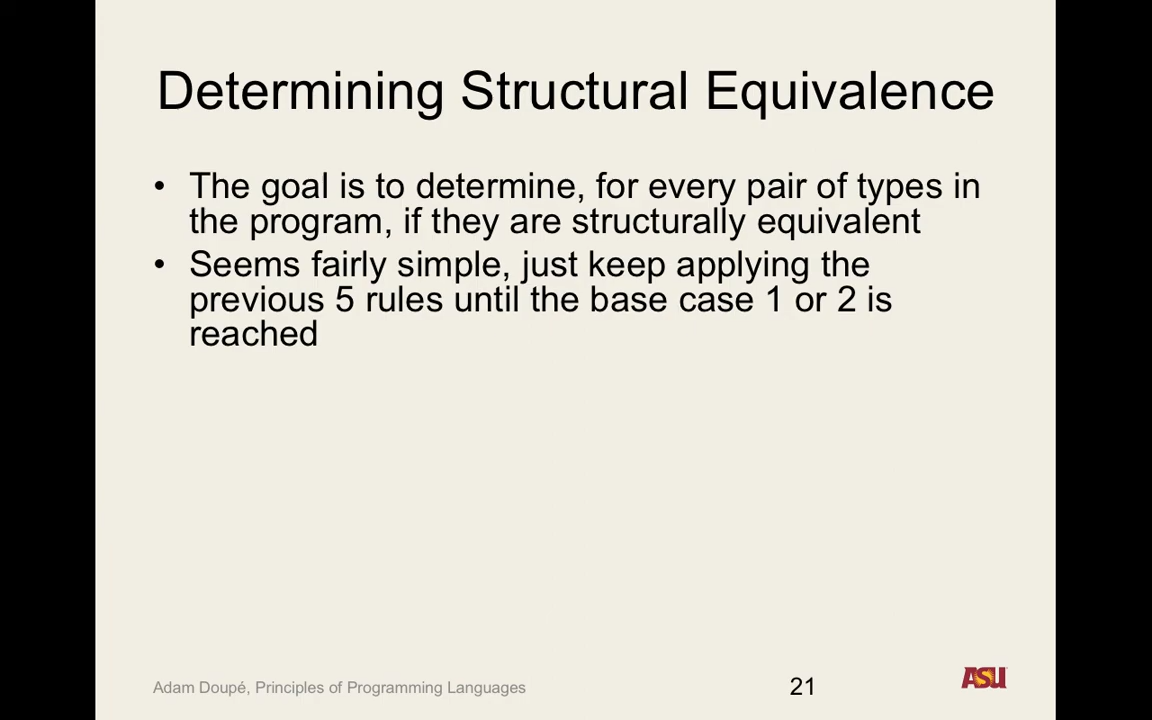 Determining Structural Equivalence
• The goal is to determine, for every pair of types in
the program, if they are structurally equivalent
• Seems fairly simple, just keep applying the
previous 5 rules until the base case 1 or 2 is
reached
Adam Doupé, Principles of Programming Languages
21
ASU